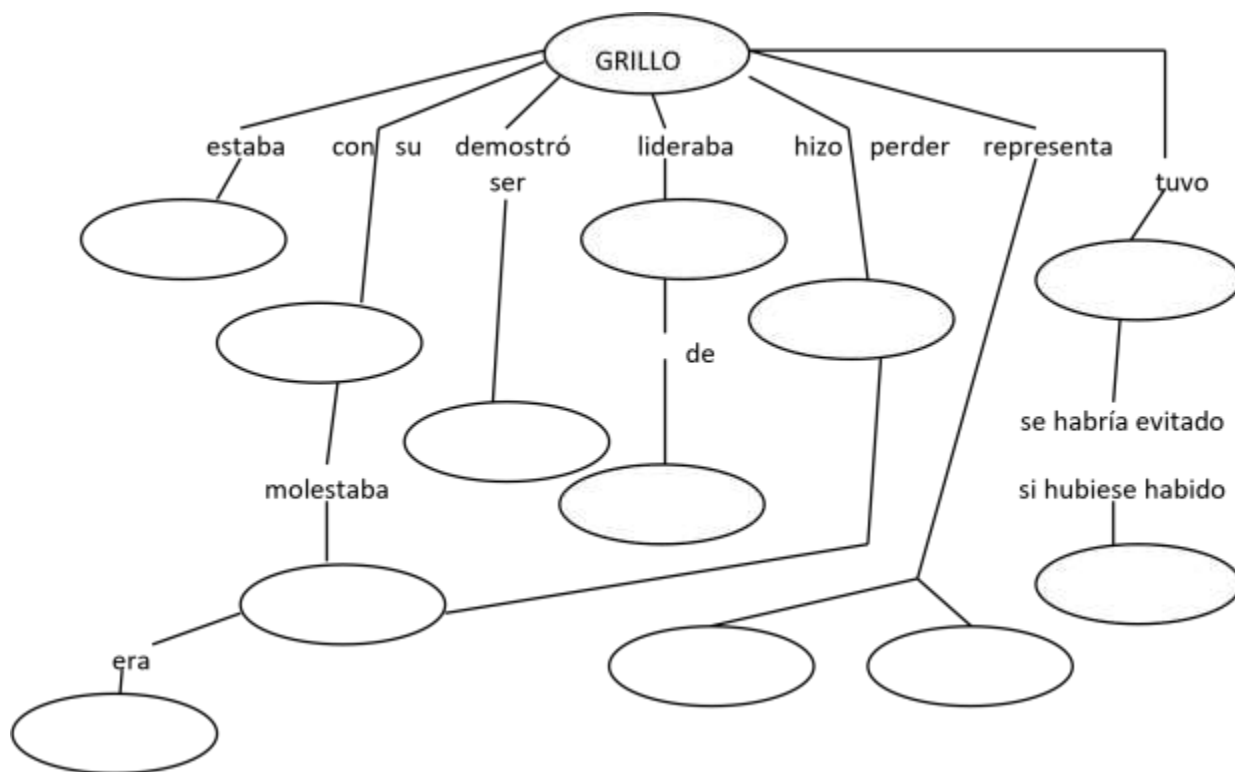 GRILLO
estaba con su demostró lideraba hizo perder representa
ser
tuvo
de
se habría evitado
molestaba
si hubiese habido
era